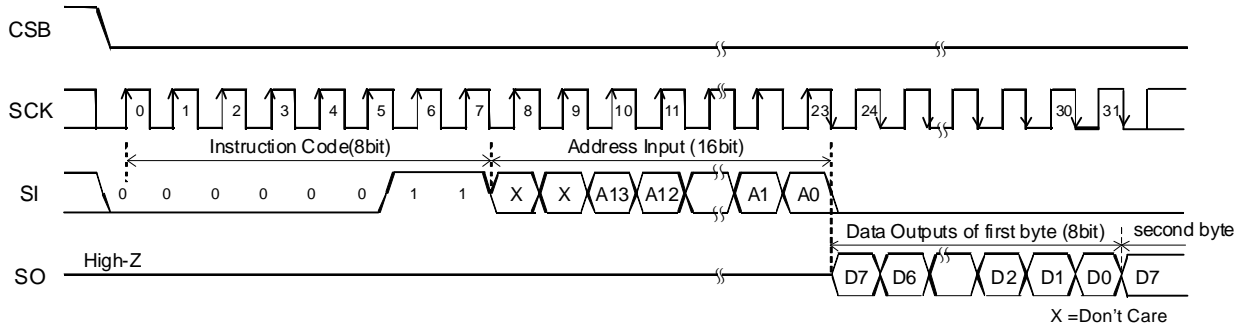 CSB
SCK 0 1 2 3 4 5 6 7 8 9 10 11 23 24 30 31
Instruction Code(8bit) Address Input (16bit)
SI 0 0 0 0 0 0 1 1 X X A13 A12 A1 A0
Data Outputs of first byte (8bit) second byte
High-Z
SO D7 D6 D2 D1 D0 D7
X =Don't Care